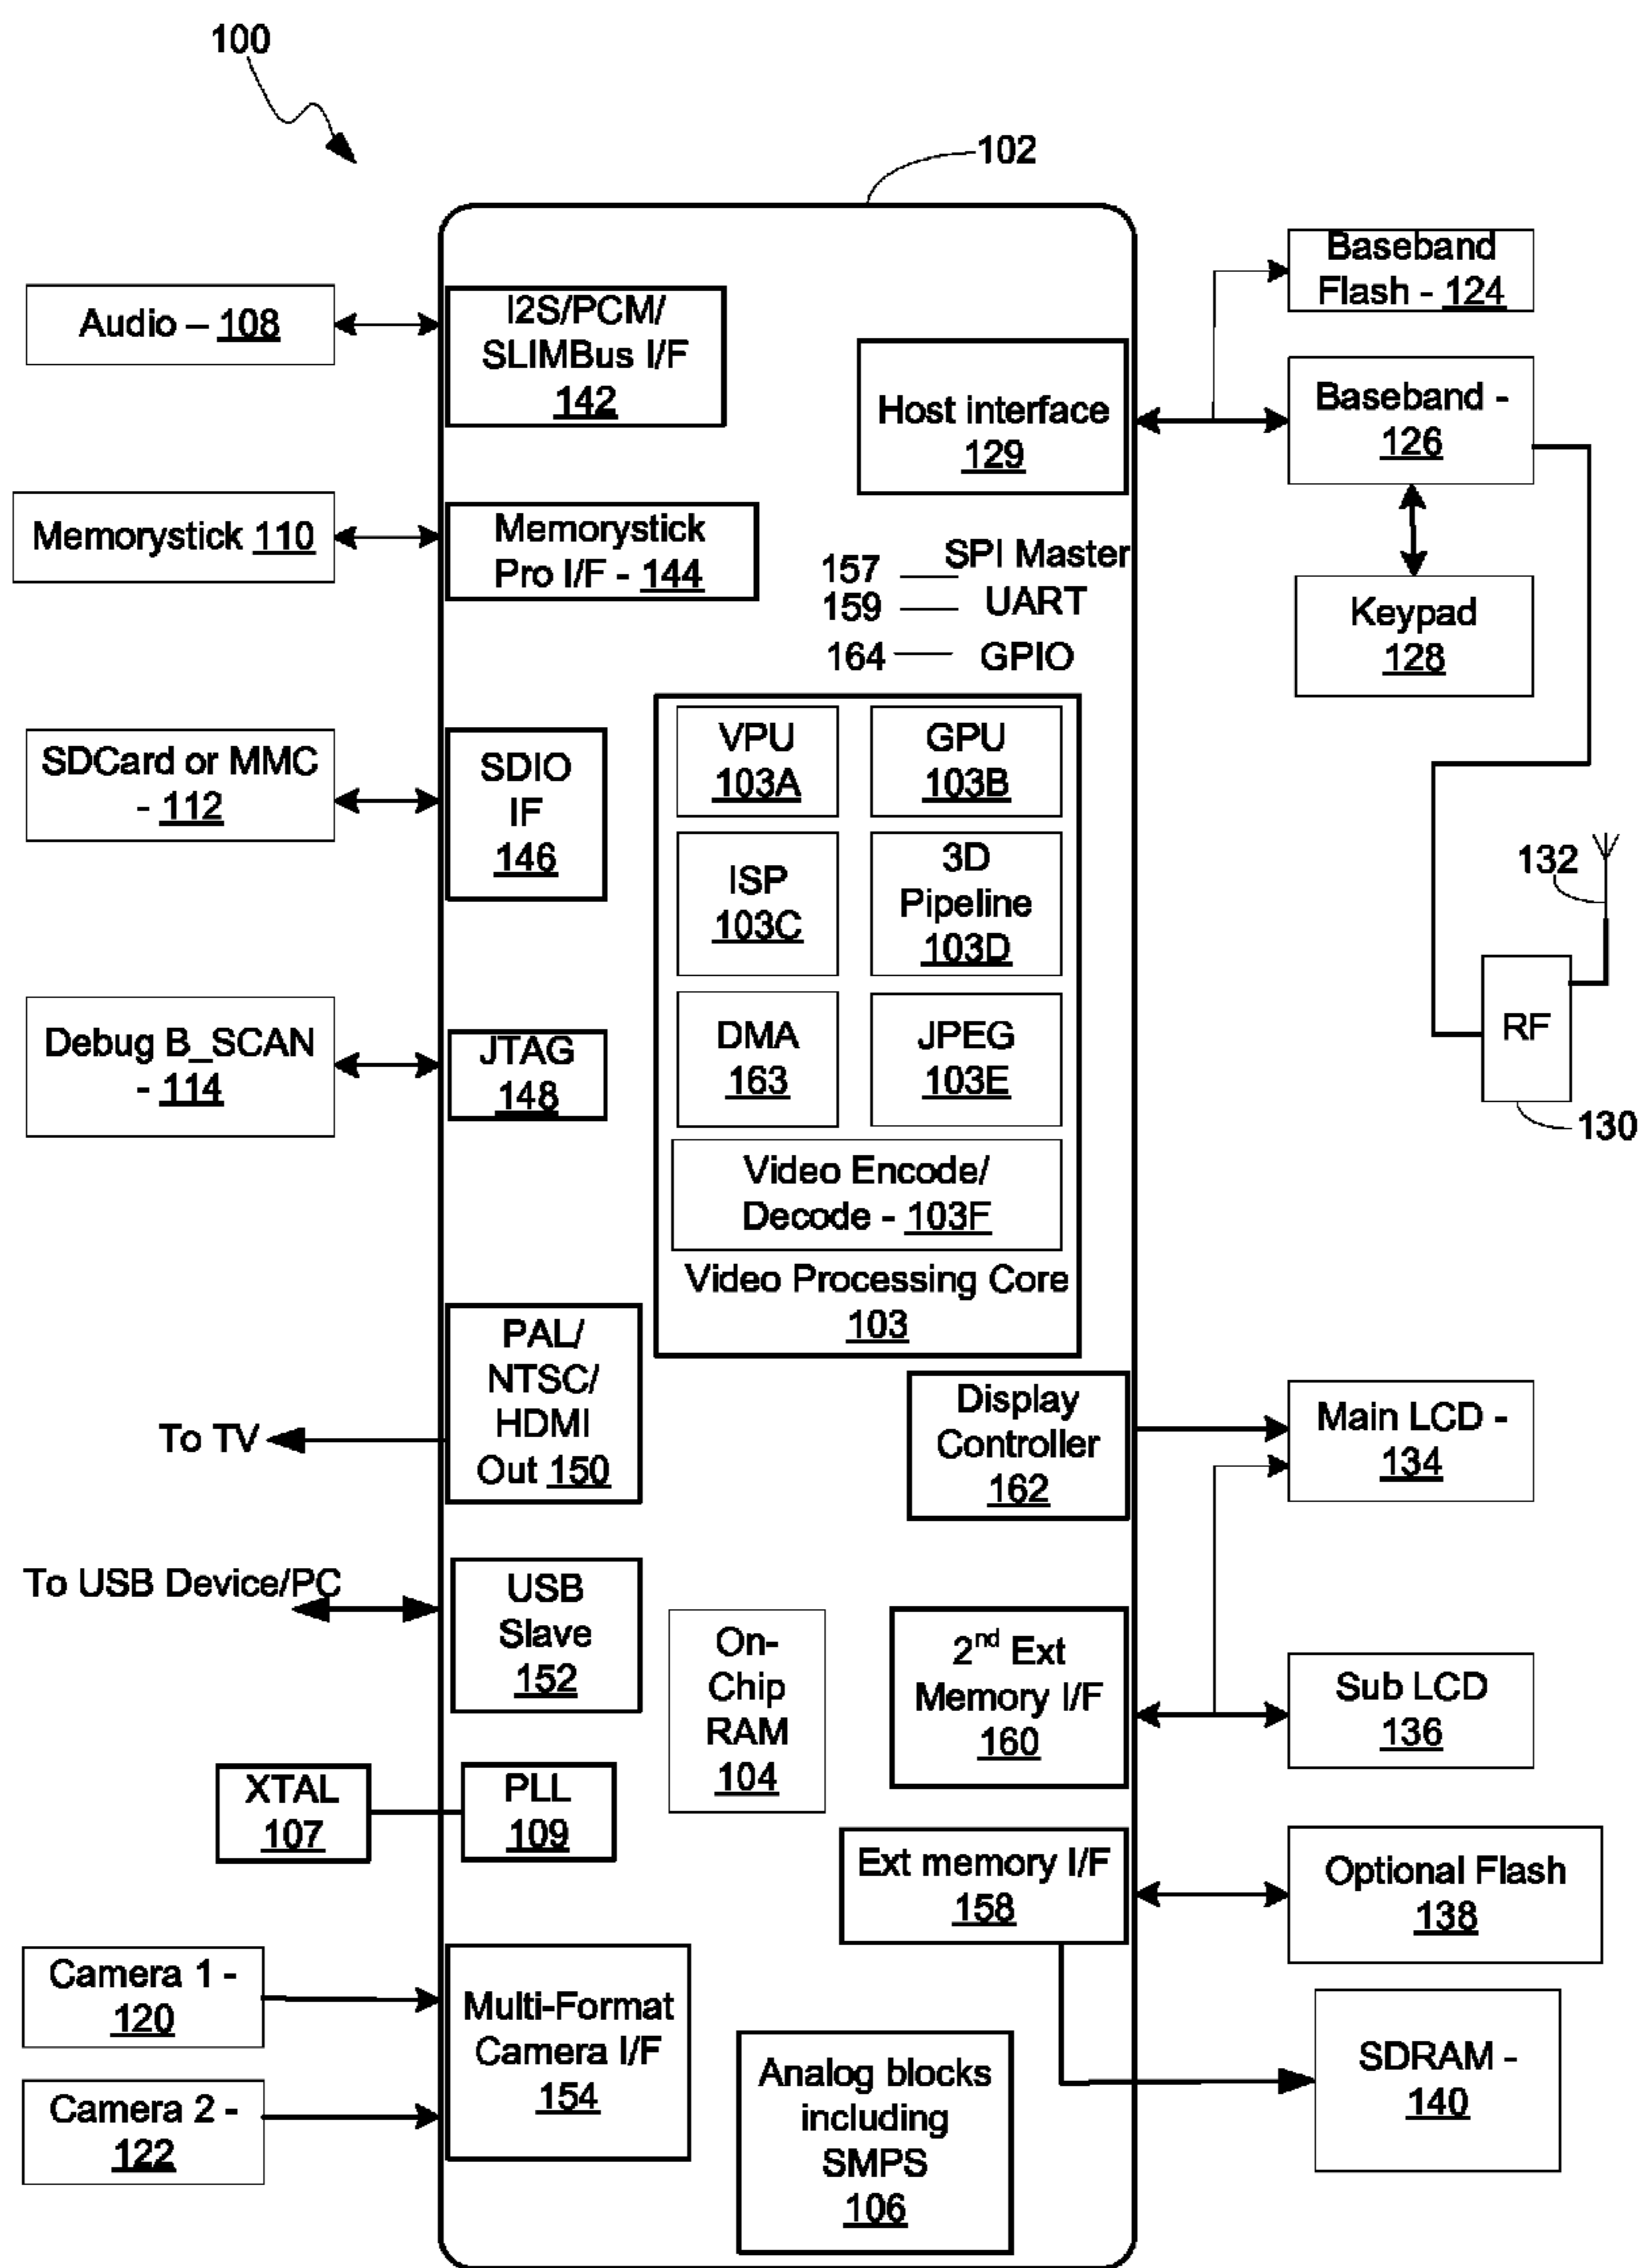 100
102
Audio – 108
I2S/PCM/
SLIMBus I/F
142
Baseband
Flash - 124
Host interface
129
Baseband -
126
Memorystick 110
Memorystick
Pro I/F - 144
157
SPI Master
159
UART
164
GPIO
Keypad
128
SDCard or MMC
- 112
SDIO
IF
146
VPU
103A
GPU
103B
ISP
103C
3D
Pipeline
103D
132
Debug B_SCAN
- 114
JTAG
148
DMA
163
JPEG
103E
RF
130
Video Encode/
Decode - 103F
Video Processing Core
103
PAL/
NTSC/
HDMI
Out 150
To TV
Display
Controller
162
Main LCD -
134
To USB Device/PC
USB
Slave
152
On-
Chip
RAM
104
2nd Ext
Memory I/F
160
Sub LCD
136
XTAL
107
PLL
109
Ext memory I/F
158
Optional Flash
138
Camera 1 -
120
Multi-Format
Camera I/F
154
Camera 2 -
122
Analog blocks
including
SMPS
106
SDRAM -
140